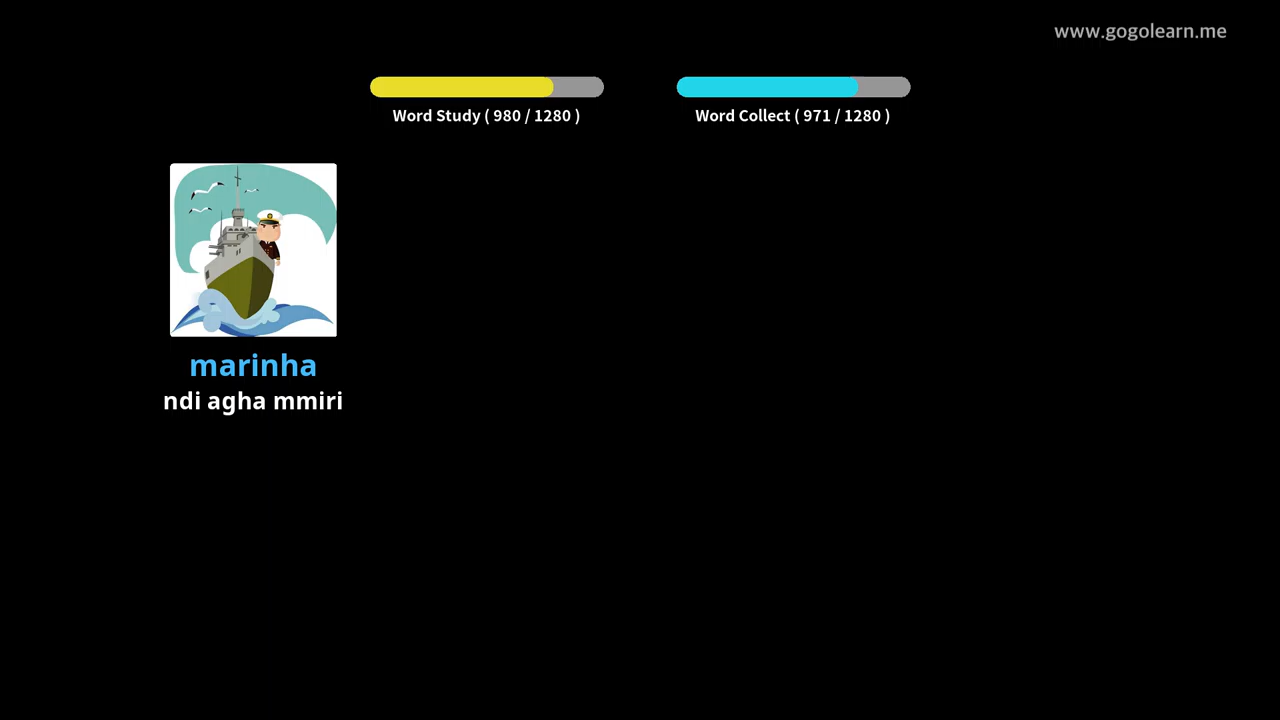 www.gogolearn.me
Word Study ( 980 / 1280 )
Word Collect ( 971 / 1280 )
marinha
ndi agha mmiri